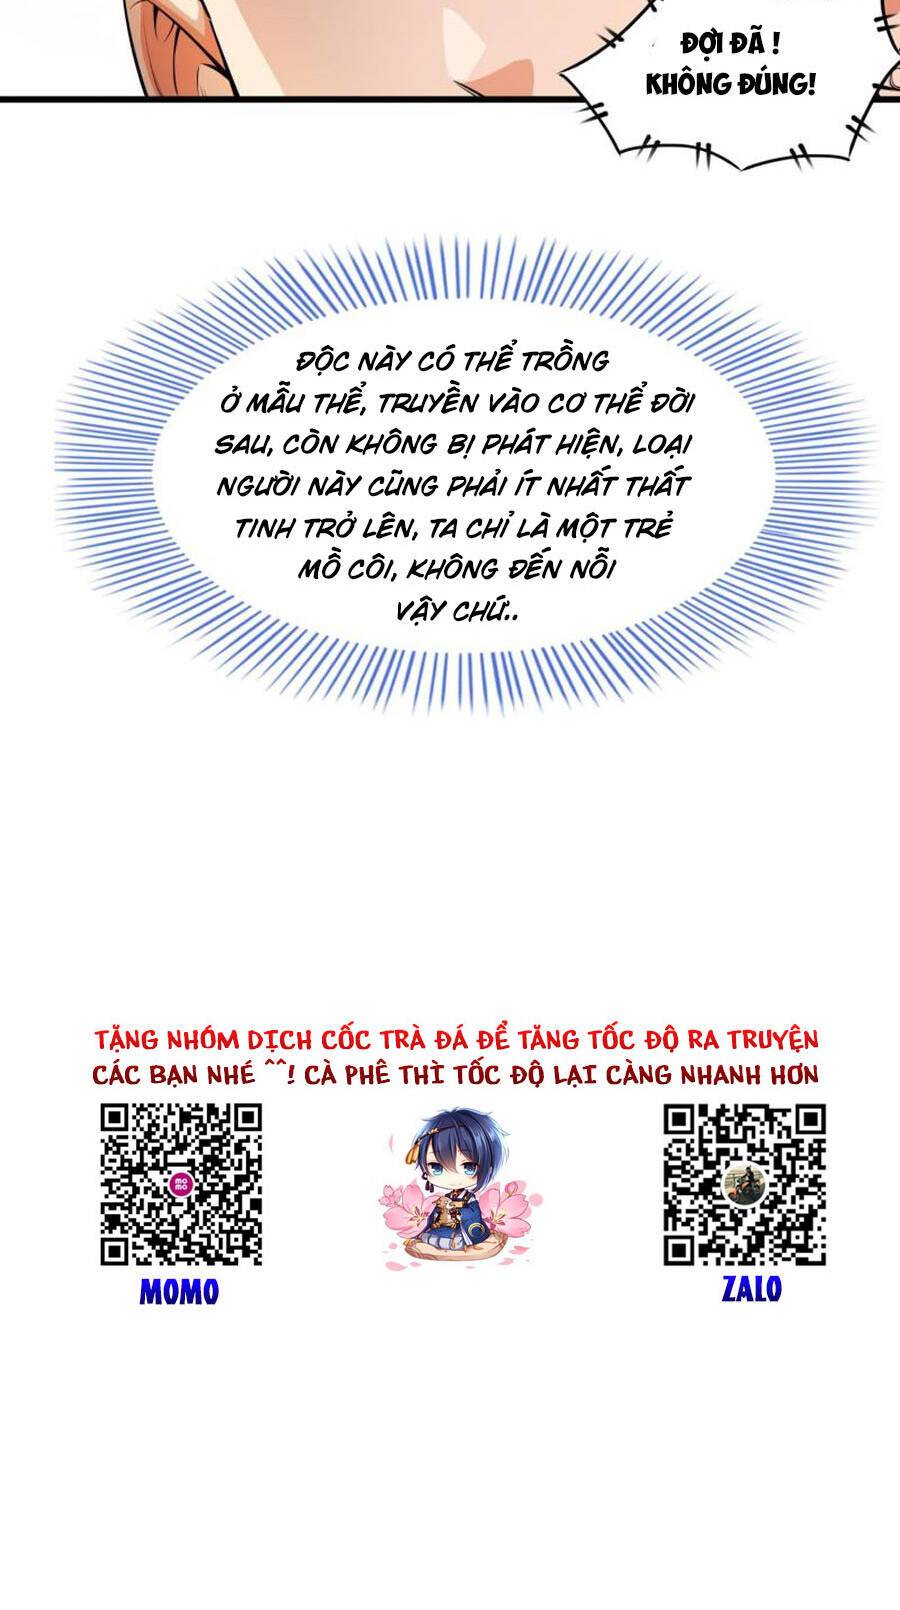 ĐỢI ĐÃ !
KHÔNG ĐÚNG!
ĐỘC NÀY CÓ THỂ TRỒNG
Ở MẪU THỂ, TRUYỀN VÀO CƠ THỂ ĐỜI
SAU, CÒN KHÔNG BỊ PHÁT HIỆN, LOẠI
NGƯỜI NÀY CŨNG PHẢI ÍT NHẤT THẤT
TINH TRỞ LÊN, TA CHỈ LÀ MỘT TRẺ
MỒ CÔI, KHÔNG ĐẾN NỖI
VẬY CHỨ..
TẶNG NHÓM DỊCH CỐC TRÀ ĐÁ ĐỂ TĂNG TỐC ĐỘ RA TRUYỆN
CÁC BẠN NHÉ ^^! CÀ PHÊ THÌ TỐC ĐỘ LẠI CÀNG NHANH HƠN
mo
mo
MOMO
ZALO